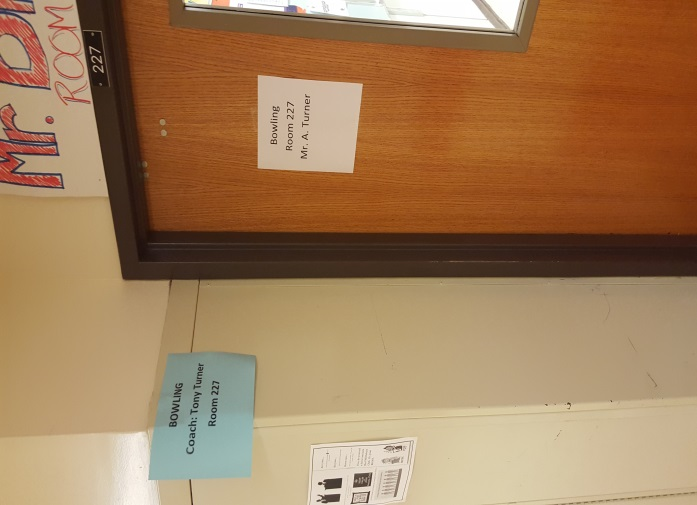 Mr.
ROOM
227
Bowling
Room 227
Mr. A. Turner
BOWLING
Coach: Tony Turner
Room 227